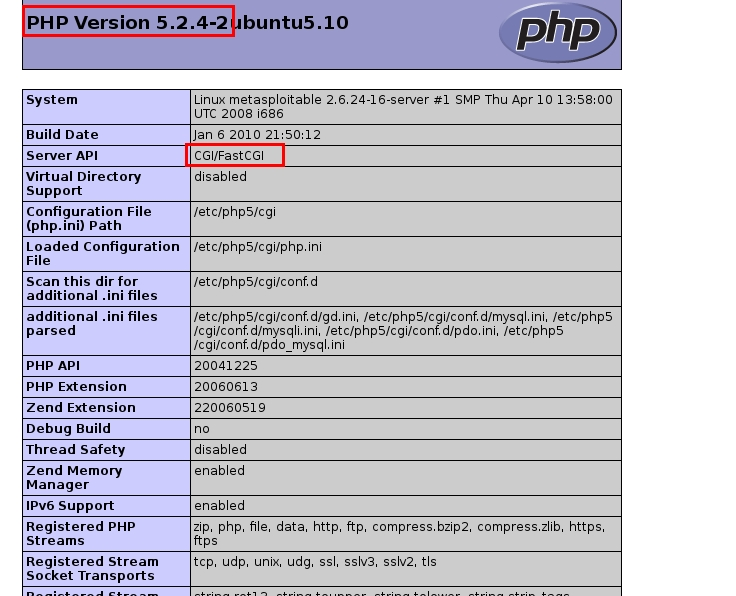 PHP Version 5.2.4-2ubuntu5.10
php
System
Linux metasploitable 2.6.24-16-server #1 SMP Thu Apr 10 13:58:00
UTC 2008 i686
Build Date
Jan 6 2010 21:50:12
Server API
CGI/FastCGI
Virtual Directory
Support
disabled
Configuration File
(php.ini) Path
/etc/php5/cgi
Loaded Configuration
File
/etc/php5/cgi/php.ini
Scan this dir for
additional .ini files
/etc/php5/cgi/conf.d
additional .ini files
parsed
/etc/php5/cgi/conf.d/gd.ini, /etc/php5/cgi/conf.d/mysql.ini, /etc/php5
/cgi/conf.d/mysqli.ini, /etc/php5/cgi/conf.d/pdo.ini, /etc/php5
/cgi/conf.d/pdo_mysql.ini
PHP API
20041225
PHP Extension
20060613
Zend Extension
220060519
Debug Build
no
Thread Safety
disabled
Zend Memory
Manager
enabled
IPv6 Support
enabled
Registered PHP
Streams
zip, php, file, data, http, ftp, compress.bzip2, compress.zlib, https,
ftps
Registered Stream
Socket Transports
tcp, udp, unix, udg, ssl, sslv3, sslv2, tls
Registered Stream
string.rot13, string.toupper, string.tolower, string.strip_tags,